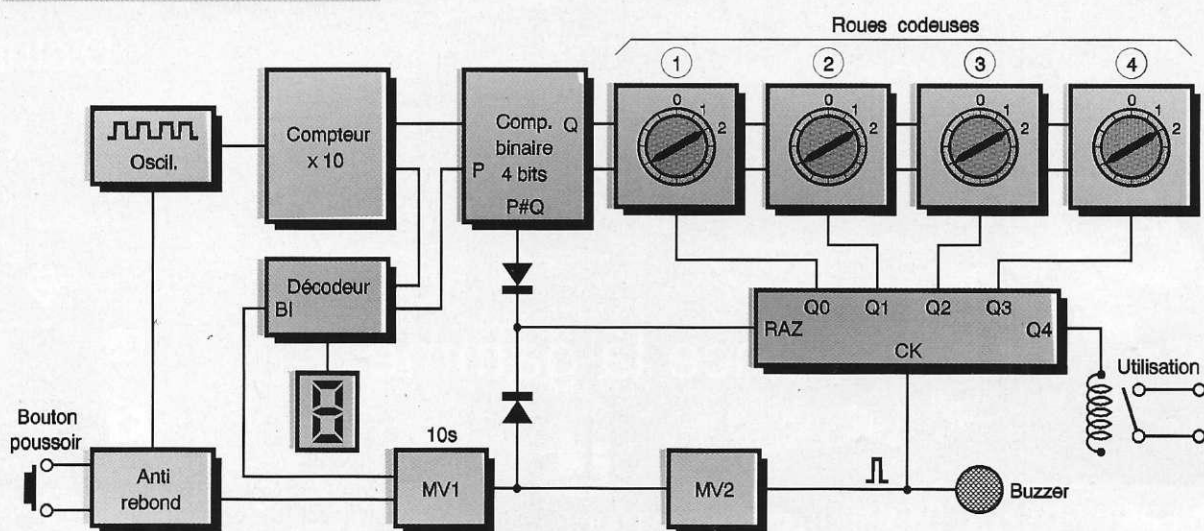 Roues codeuses
1
2
3
4
Oscil.
Compteur
x 10
Comp.
binaire
4 bits
P
Q
P#Q
0
1
2
0
1
2
0
1
2
0
1
2
Décodeur
BI
RAZ
Q0
Q1
Q2
Q3
Q4
CK
Utilisation
8
Bouton
poussoir
Anti
rebond
10s
MV1
MV2
Buzzer